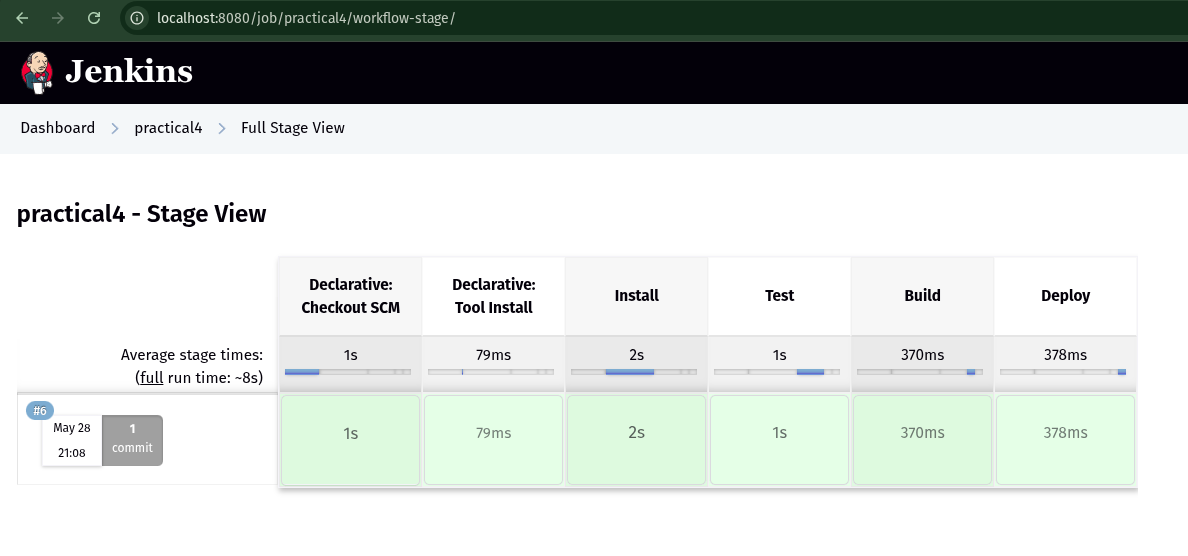 localhost:8080/job/practical4/workflow-stage/
Jenkins
Dashboard practical4 Full Stage View
practical4 - Stage View
Declarative: Checkout SCM
Declarative: Tool Install
Install
Test
Build
Deploy
Average stage times:
(full run time: ~8s)
1s 79ms 2s 1s 370ms 378ms
#6
May 28
21:08
1
commit
1s 79ms 2s 1s 370ms 378ms